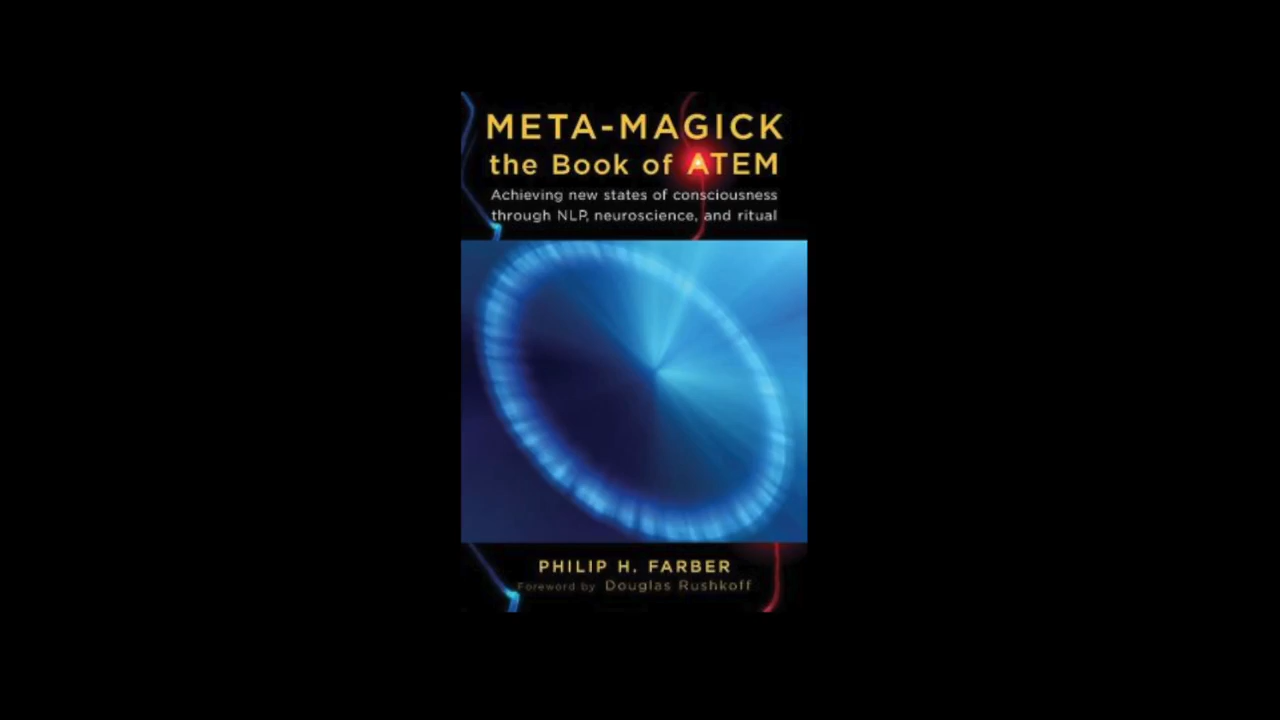 META-MAGICK
the Book of ATEM
Achieving new states of consciousness
through NLP, neuroscience, and ritual
PHILIP H. FARBER
Foreword by Douglas Rushkoff